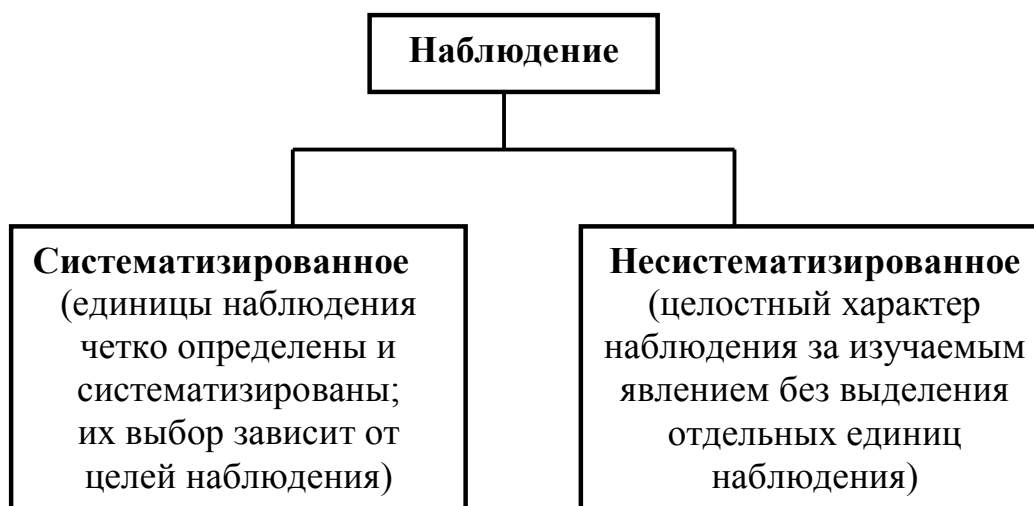 Наблюдение
Систематизированное
(единицы наблюдения
четко определены и
систематизированы;
их выбор зависит от
целей наблюдения)
Несистематизированное
(целостный характер
наблюдения за изучаемым
явлением без выделения
отдельных единиц
наблюдения)